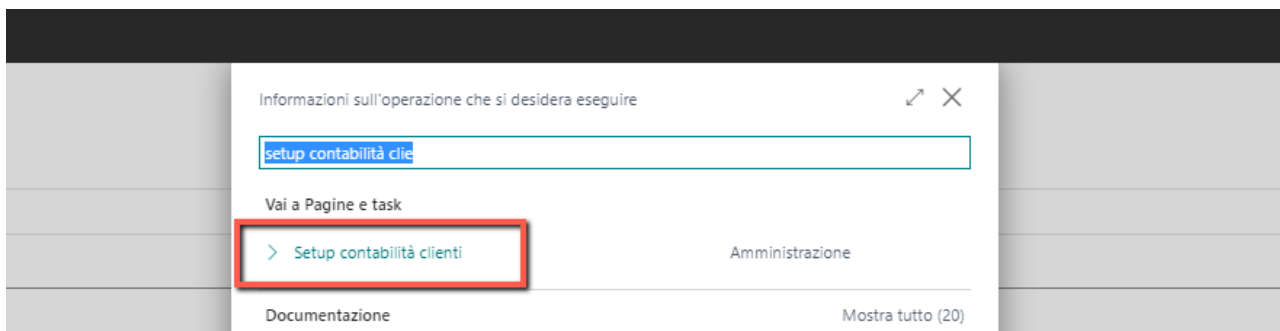 Informazioni sull'operazione che si desidera eseguire
setup contabilità clie
Vai a Pagine e task
Setup contabilità clienti Amministrazione
Documentazione Mostra tutto (20)